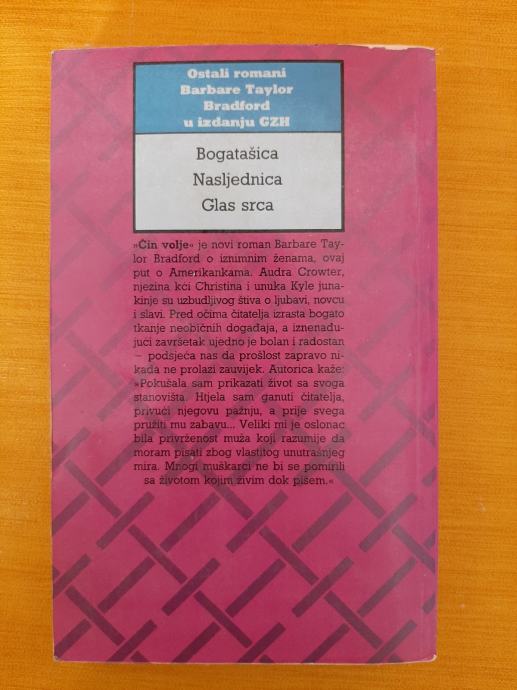 Ostali romani
Barbare Taylor
Bradford
u izdanju GZH
Bogatašica
Nasljednica
Glas srca
»Čin volje« je novi roman Barbare Tay-
lor Bradford o iznimnim ženama, ovaj
put o Amerikankama. Audra Crowter,
njezina kći Christina i unuka Kyle juna-
kinje su uzbudljivog štiva o ljubavi, novcu
i slavi. Pred očima čitatelja izrasta bogato
tkanje neobičnih događaja, a iznenađu-
jući završetak ujedno je bolan i radostan
— podsjeća nas da prošlost zapravo ni-
kada ne prolazi zauvijek. Autorica kaže:
»Pokušala sam prikazati život sa svoga
stanovišta. Htjela sam ganuti čitatelja,
privući njegovu pažnju, a prije svega
pružiti mu zabavu... Veliki mi je oslonac
bila privrženost muža koji razumije da
moram pisati zbog vlastitog unutrašnjeg
mira. Mnogi muškarci ne bi se pomirili
sa životom kojim živim dok pišem.«